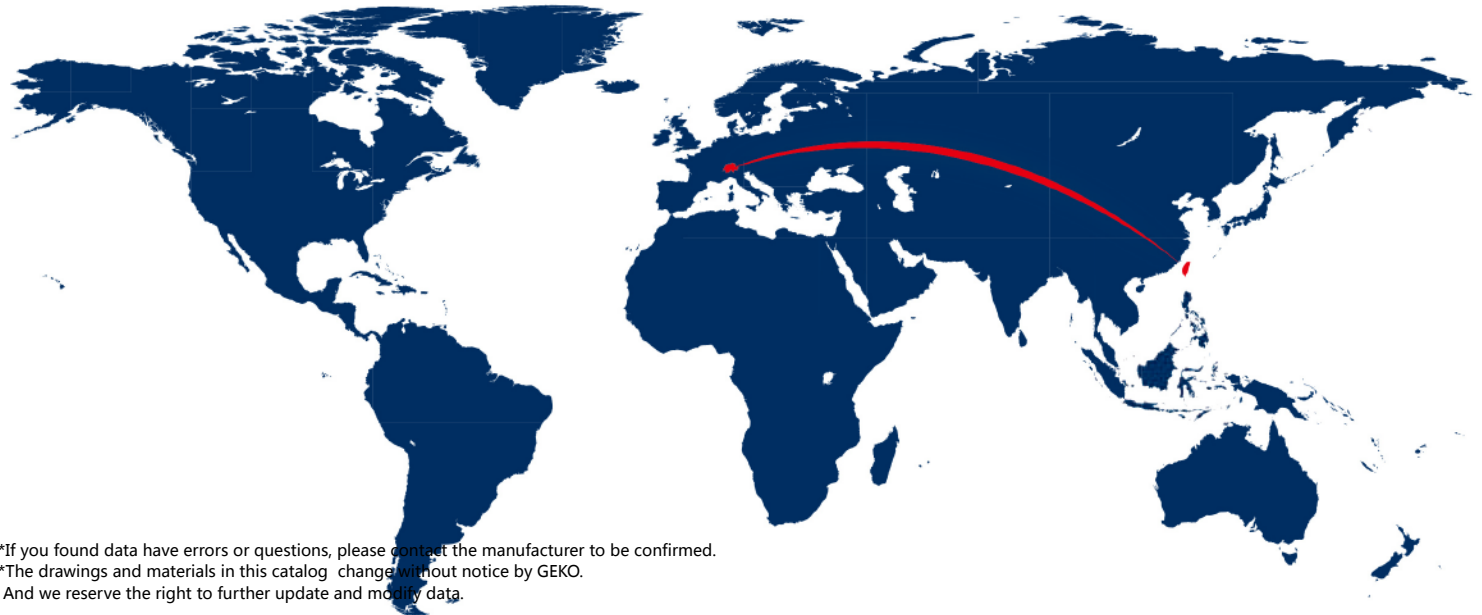 *If you found data have errors or questions, please contact the manufacturer to be confirmed.
*The drawings and materials in this catalog change without notice by GEKO.
And we reserve the right to further update and modify data.